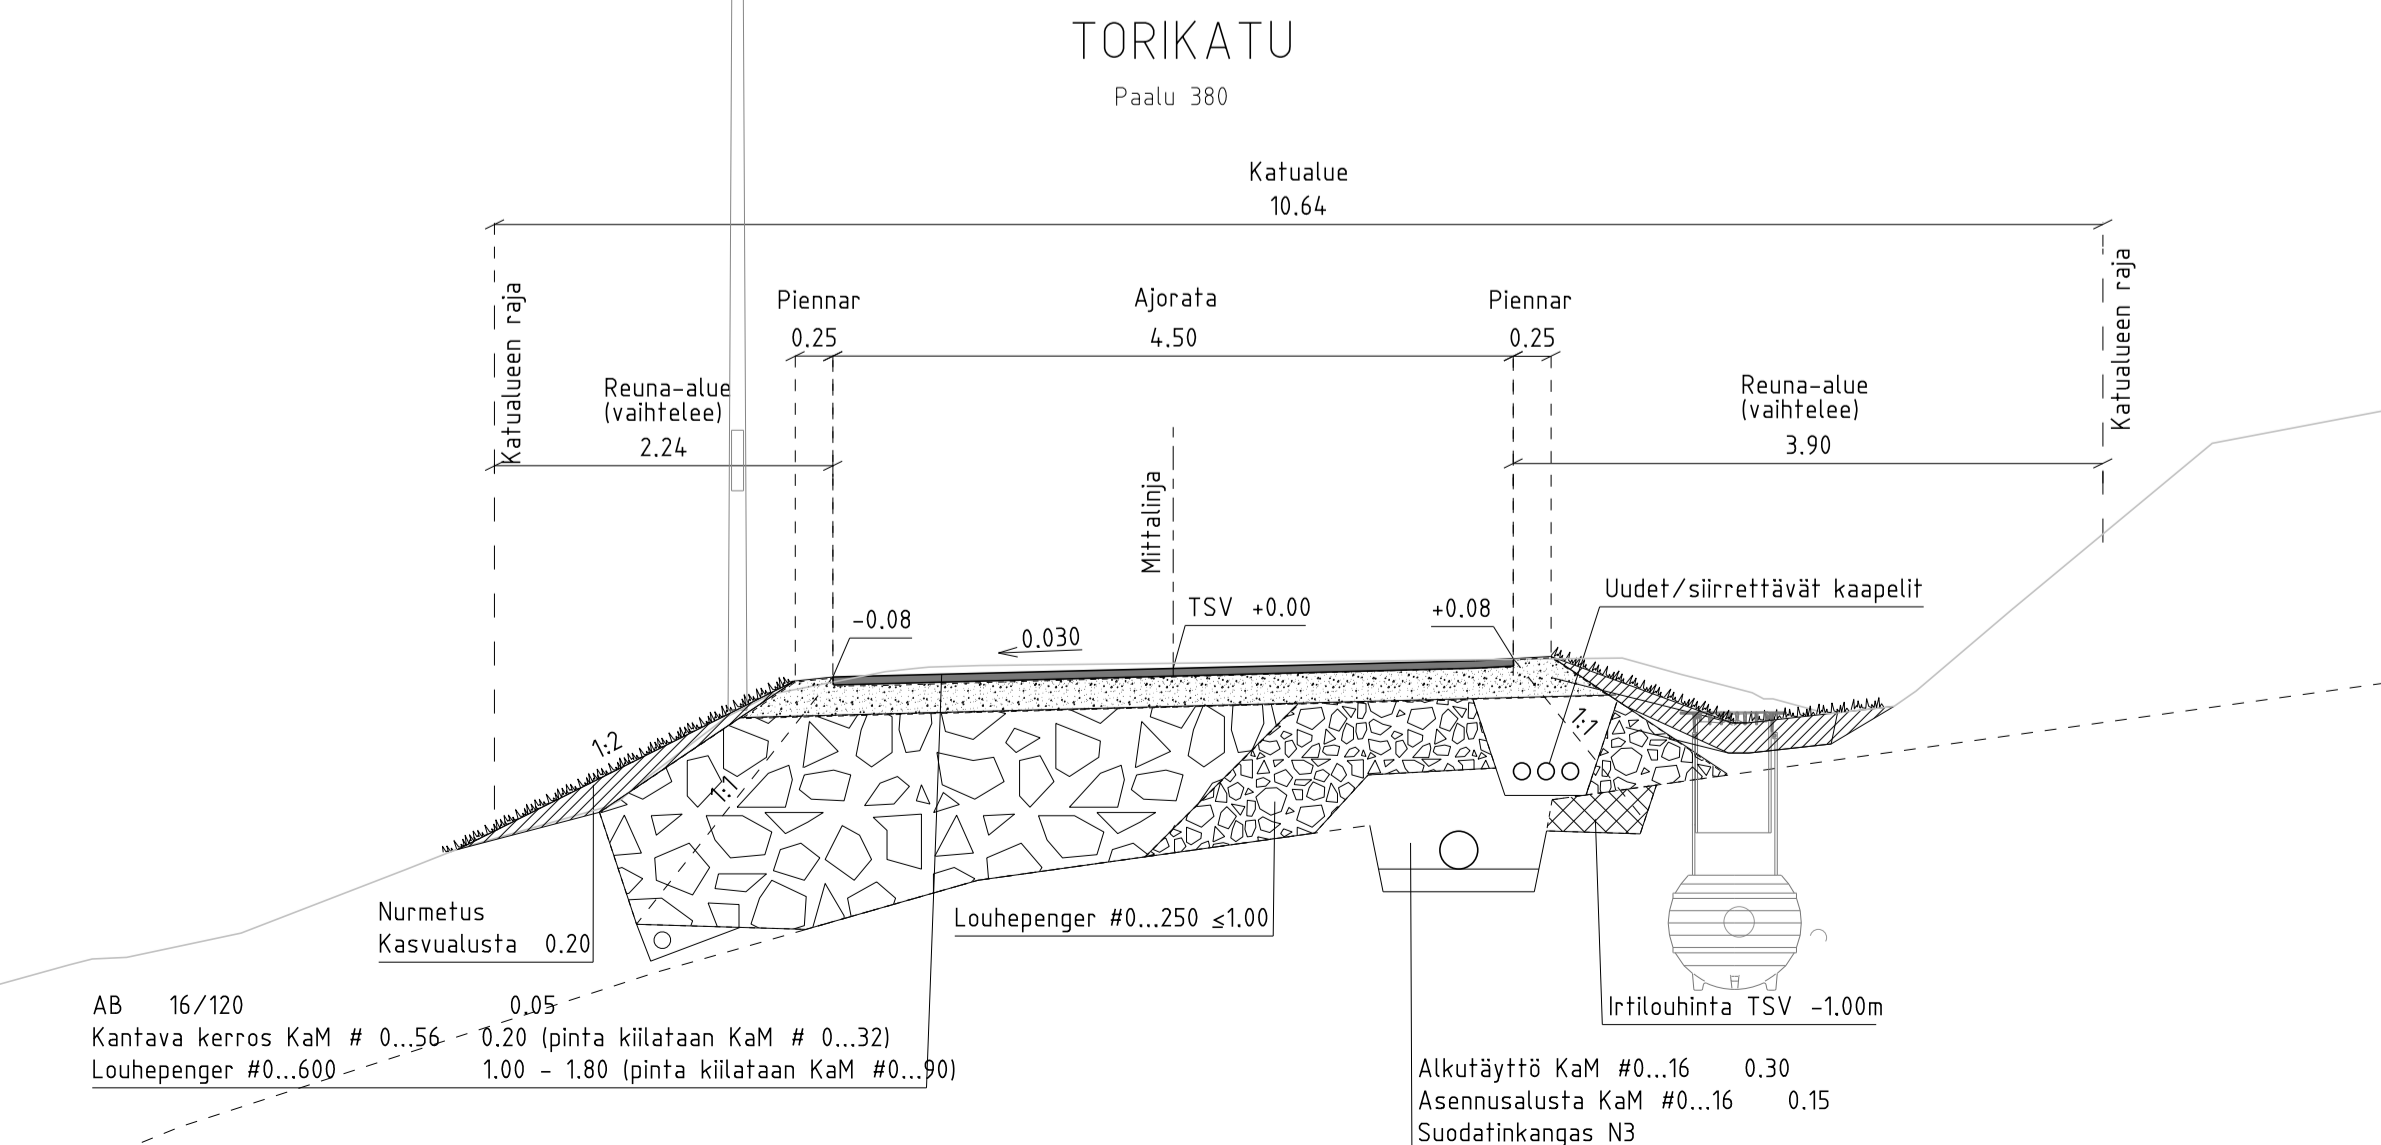 TORIKATU
Paalu 380
Katualue
10.64
Katualueen raja
Katualueen raja
Piennar
0.25
Ajorata
4.50
Piennar
0.25
Reuna-alue
(vaihtelee)
2.24
Reuna-alue
(vaihtelee)
3.90
Mittalinja
Uudet/siirrettävät kaapelit
-0.08
0.030
TSV +0.00
+0.08
1:2
1:1
1:1
Nurmetus
Kasvualusta 0.20
Louhepenger #0...250 ≤1.00
AB 16/120 0.05
Kantava kerros KaM # 0...56 0.20 (pinta kiilataan KaM # 0...32)
Louhepenger #0...600 1.00 - 1.80 (pinta kiilataan KaM #0...90)
Irtilouhinta TSV -1.00m
Alkutäyttö KaM #0...16 0.30
Asennusalusta KaM #0...16 0.15
Suodatinkangas N3